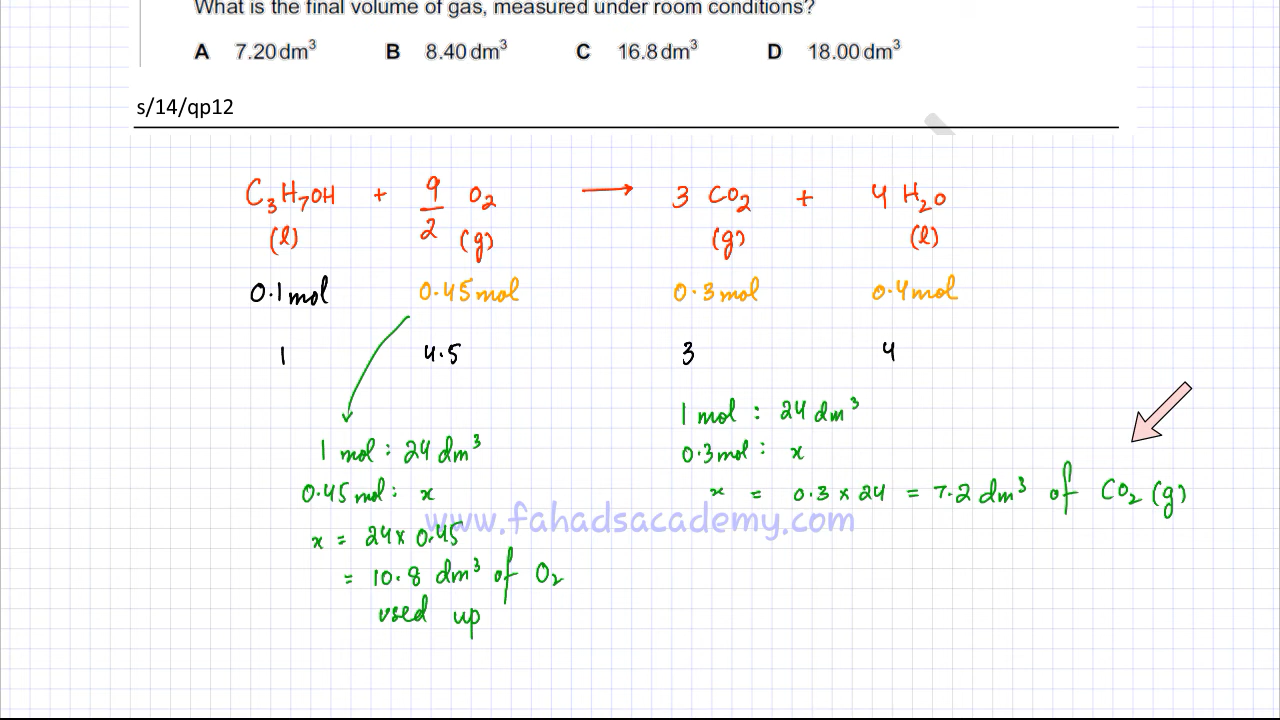 What is the final volume of gas, measured under room conditions?
A 7.20 dm³ B 8.40 dm³ C 16.8 dm³ D 18.00 dm³
s/14/qp12
C₃H₇OH + 9/2 O₂ → 3 CO₂ + 4 H₂O
(l) (g) (g) (l)
0.1 mol 0.45 mol 0.3 mol 0.4 mol
1 4.5 3 4
1 mol : 24 dm³
0.45 mol : x
x = 24 × 0.45
= 10.8 dm³ of O₂
used up
1 mol : 24 dm³
0.3 mol : x
x = 0.3 × 24 = 7.2 dm³ of CO₂ (g)
www.fahadsacademy.com